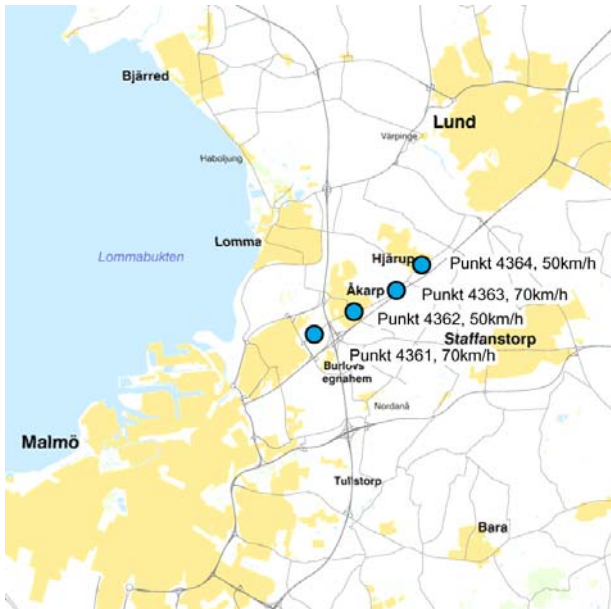 Bjärred
Lund
Värpinge
Haboljung
Lomma
Lommabukten
Hjärup
Punkt 4364, 50km/h
Åkarp
Punkt 4363, 70km/h
Punkt 4362, 50km/h
Staffanstorp
Punkt 4361, 70km/h
Burlövs
egnahem
Nordanå
Malmö
Tullstorp
Bara